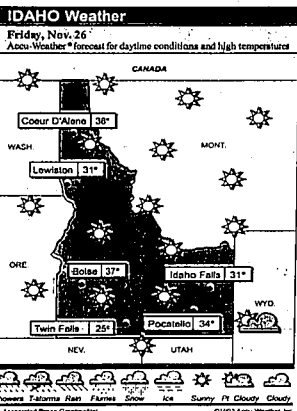 IDAHO Weather
Friday, Nov. 26
Accu-Weather® forecast for daytime conditions and high temperatures
CANADA
Coeur D'Alene 36°
WASH.
MONT.
Lewiston 31°
ORE.
Boise 37°
Idaho Falls 31°
WYO.
Twin Falls 25°
Pocatello 34°
NEV.
UTAH
Showers T-storms Rain Flurries Snow Ice Sunny Pt. Cloudy Cloudy